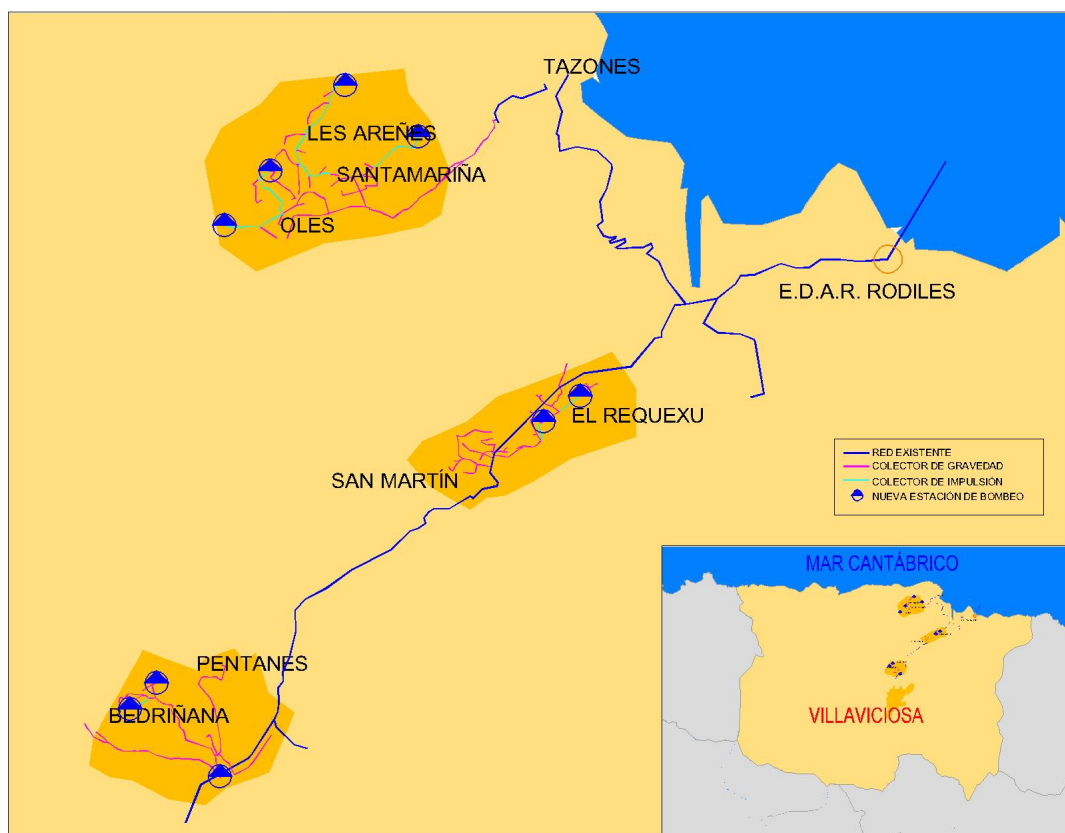 TAZONES
LES AREÑES
SANTAMARIÑA
OLES
E.D.A.R. RODILES
EL REQUEXU
SAN MARTÍN
RED EXISTENTE
COLECTOR DE GRAVEDAD
COLECTOR DE IMPULSIÓN
NUEVA ESTACIÓN DE BOMBEO
MAR CANTÁBRICO
PENTANES
BEDRIÑANA
VILLAVICIOSA